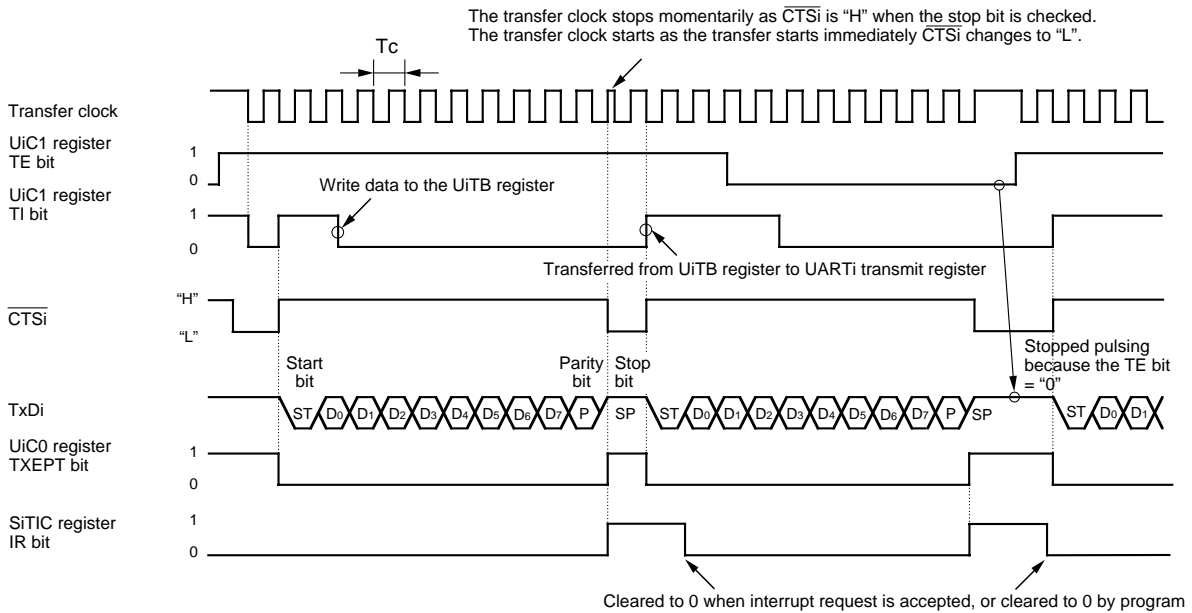 The transfer clock stops momentarily as CTSi is “H” when the stop bit is checked.
The transfer clock starts as the transfer starts immediately CTSi changes to “L”.
Tc
Transfer clock
UiC1 register
TE bit
1
0
Write data to the UiTB register
UiC1 register
TI bit
1
0
Transferred from UiTB register to UARTi transmit register
“H”
CTSi
“L”
Start
bit
Parity
bit
Stop
bit
Stopped pulsing
because the TE bit
= “0”
TxDi
ST D0 D1 D2 D3 D4 D5 D6 D7 P SP ST D0 D1 D2 D3 D4 D5 D6 D7 P SP ST D0 D1
UiC0 register
TXEPT bit
1
0
SiTIC register
IR bit
1
0
Cleared to 0 when interrupt request is accepted, or cleared to 0 by program